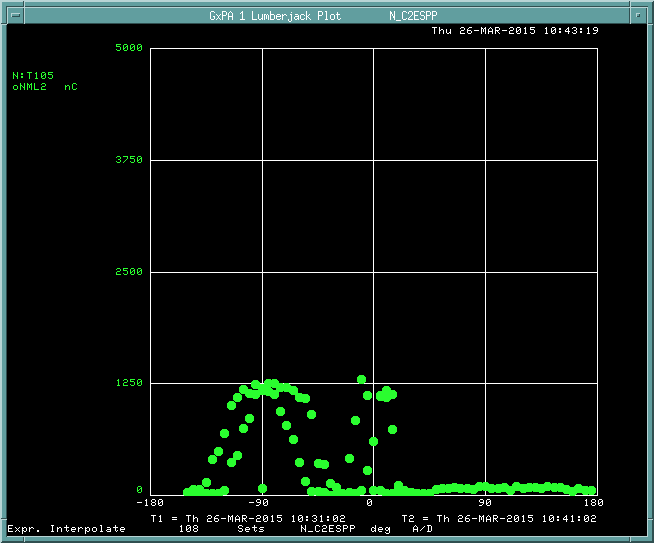 GxPA 1 Lumberjack Plot N_C2ESPP
Thu 26-MAR-2015 10:43:19
5000
N:T105
oNML2 nC
3750
2500
1250
0
-180 -90 0 90 180
T1 = Th 26-MAR-2015 10:31:02 T2 = Th 26-MAR-2015 10:41:02
Expr. Interpolate 108 Sets N_C2ESPP deg A/D